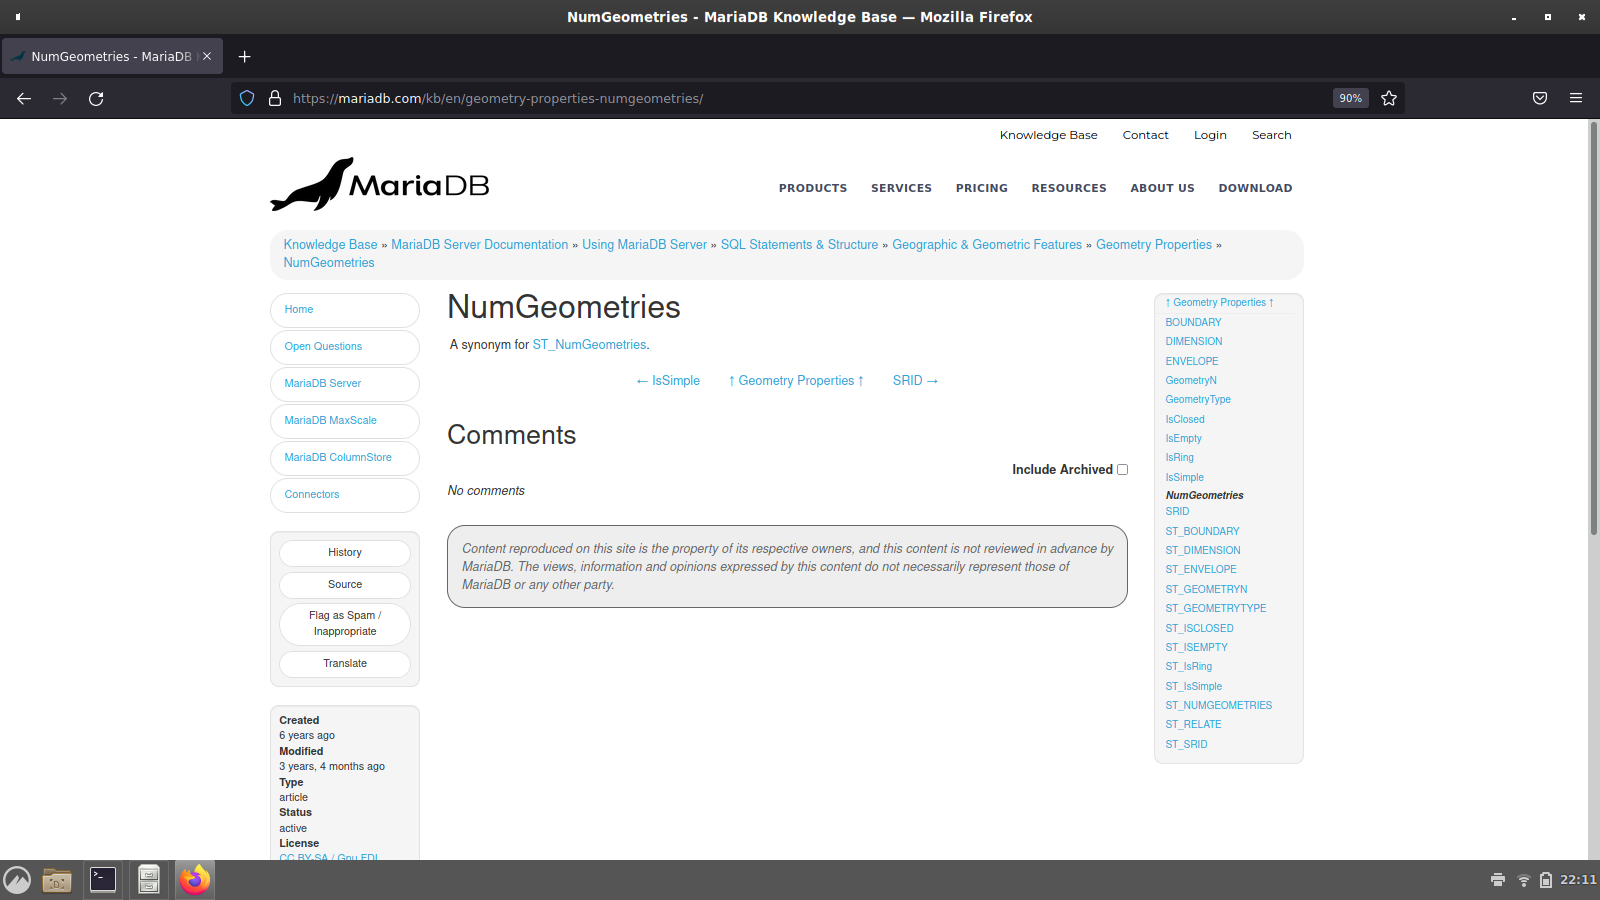 NumGeometries - MariaDB Knowledge Base — Mozilla Firefox
NumGeometries - MariaDB
https://mariadb.com/kb/en/geometry-properties-numgeometries/
90%
Knowledge Base Contact Login Search
MariaDB
PRODUCTS SERVICES PRICING RESOURCES ABOUT US DOWNLOAD
Knowledge Base » MariaDB Server Documentation » Using MariaDB Server » SQL Statements & Structure » Geographic & Geometric Features » Geometry Properties »
NumGeometries
Home
Open Questions
MariaDB Server
MariaDB MaxScale
MariaDB ColumnStore
Connectors
History
Source
Flag as Spam /
Inappropriate
Translate
Created
6 years ago
Modified
3 years, 4 months ago
Type
article
Status
active
License
CC BY-SA / Gnu FDL
NumGeometries
A synonym for ST_NumGeometries.
← IsSimple ↑ Geometry Properties ↑ SRID →
Comments
Include Archived
No comments
Content reproduced on this site is the property of its respective owners, and this content is not reviewed in advance by
MariaDB. The views, information and opinions expressed by this content do not necessarily represent those of
MariaDB or any other party.
↑ Geometry Properties ↑
BOUNDARY
DIMENSION
ENVELOPE
GeometryN
GeometryType
IsClosed
IsEmpty
IsRing
IsSimple
NumGeometries
SRID
ST_BOUNDARY
ST_DIMENSION
ST_ENVELOPE
ST_GEOMETRYN
ST_GEOMETRYTYPE
ST_ISCLOSED
ST_ISEMPTY
ST_IsRing
ST_IsSimple
ST_NUMGEOMETRIES
ST_RELATE
ST_SRID
22:11